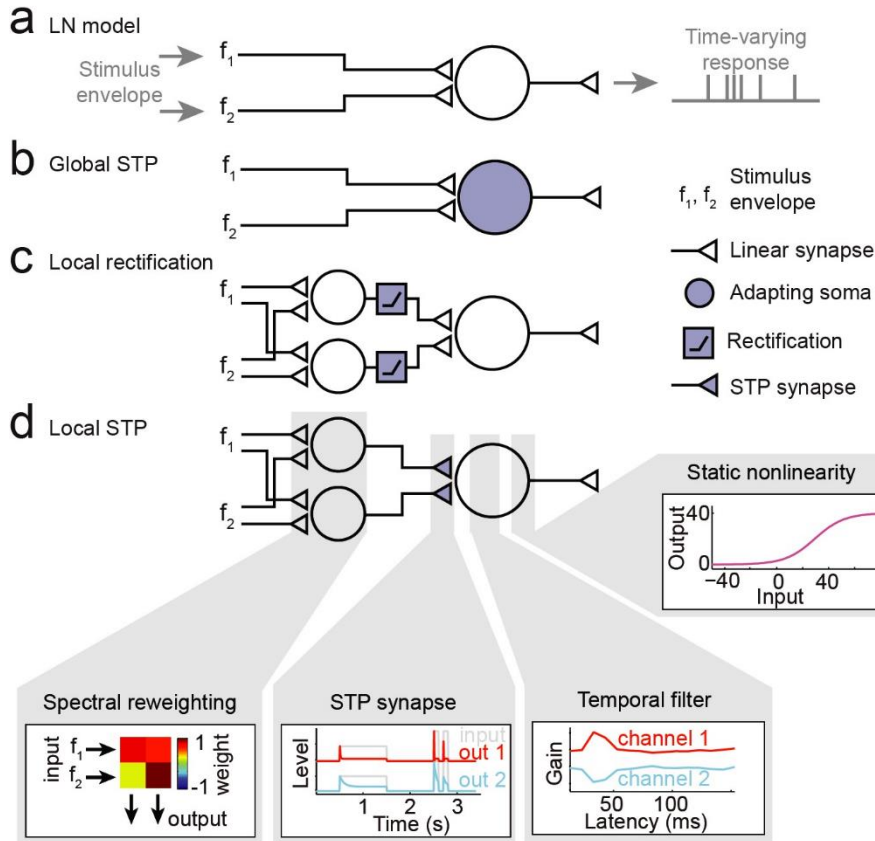 a LN model
f1
f2
Stimulus
envelope
Time-varying
response
b Global STP
f1
f2
f1, f2 Stimulus
envelope
Linear synapse
Adapting soma
Rectification
STP synapse
c Local rectification
f1
f2
d Local STP
f1
f2
Static nonlinearity
Output
40
0
−40 0 40
Input
Spectral reweighting
input
f1
f2
1
-1
weight
output
STP synapse
Level
input
out 1
out 2
1 2 3
Time (s)
Temporal filter
Gain
channel 1
channel 2
50 100
Latency (ms)